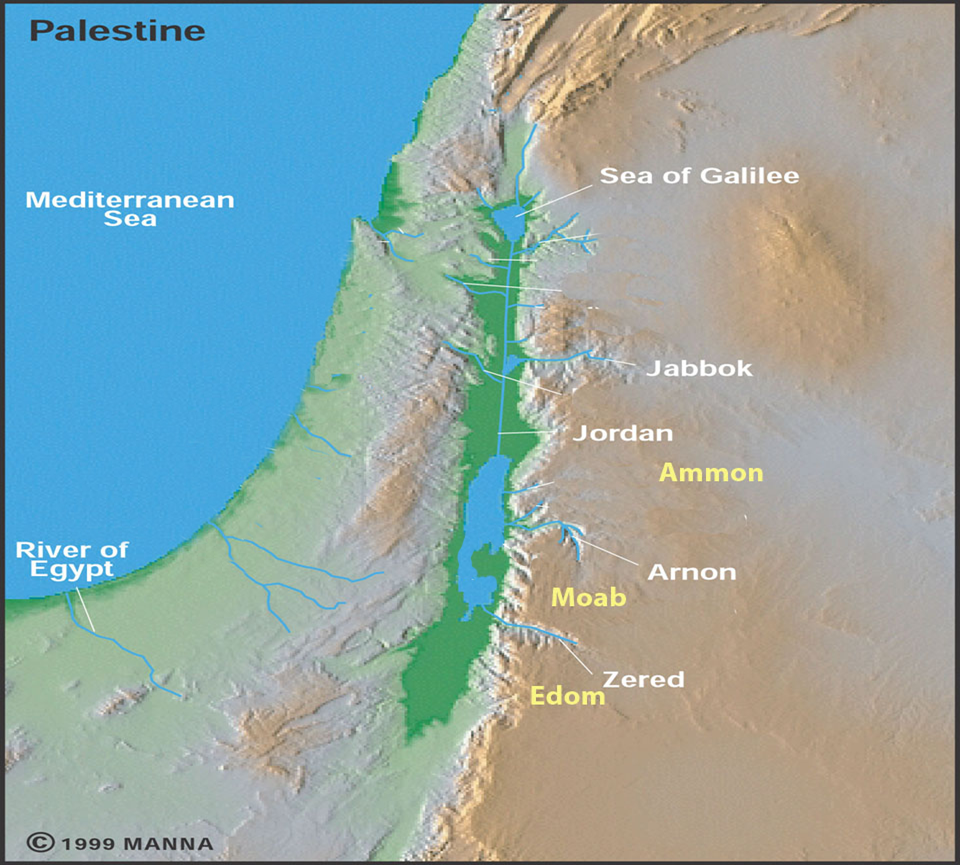 Palestine
Sea of Galilee
Mediterranean
Sea
Jabbok
Jordan
Ammon
River of
Egypt
Arnon
Moab
Zered
Edom
© 1999 MANNA